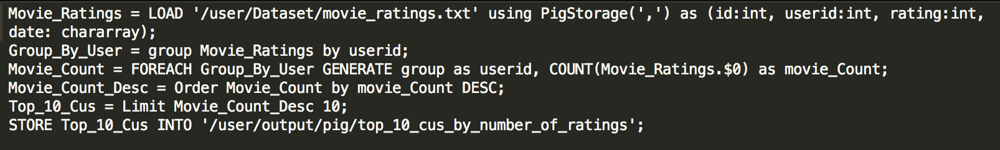 Movie_Ratings = LOAD '/user/Dataset/movie_ratings.txt' using PigStorage(',') as (id:int, userid:int, rating:int,
date: chararray);
Group_By_User = group Movie_Ratings by userid;
Movie_Count = FOREACH Group_By_User GENERATE group as userid, COUNT(Movie_Ratings.$0) as movie_Count;
Movie_Count_Desc = Order Movie_Count by movie_Count DESC;
Top_10_Cus = Limit Movie_Count_Desc 10;
STORE Top_10_Cus INTO '/user/output/pig/top_10_cus_by_number_of_ratings';